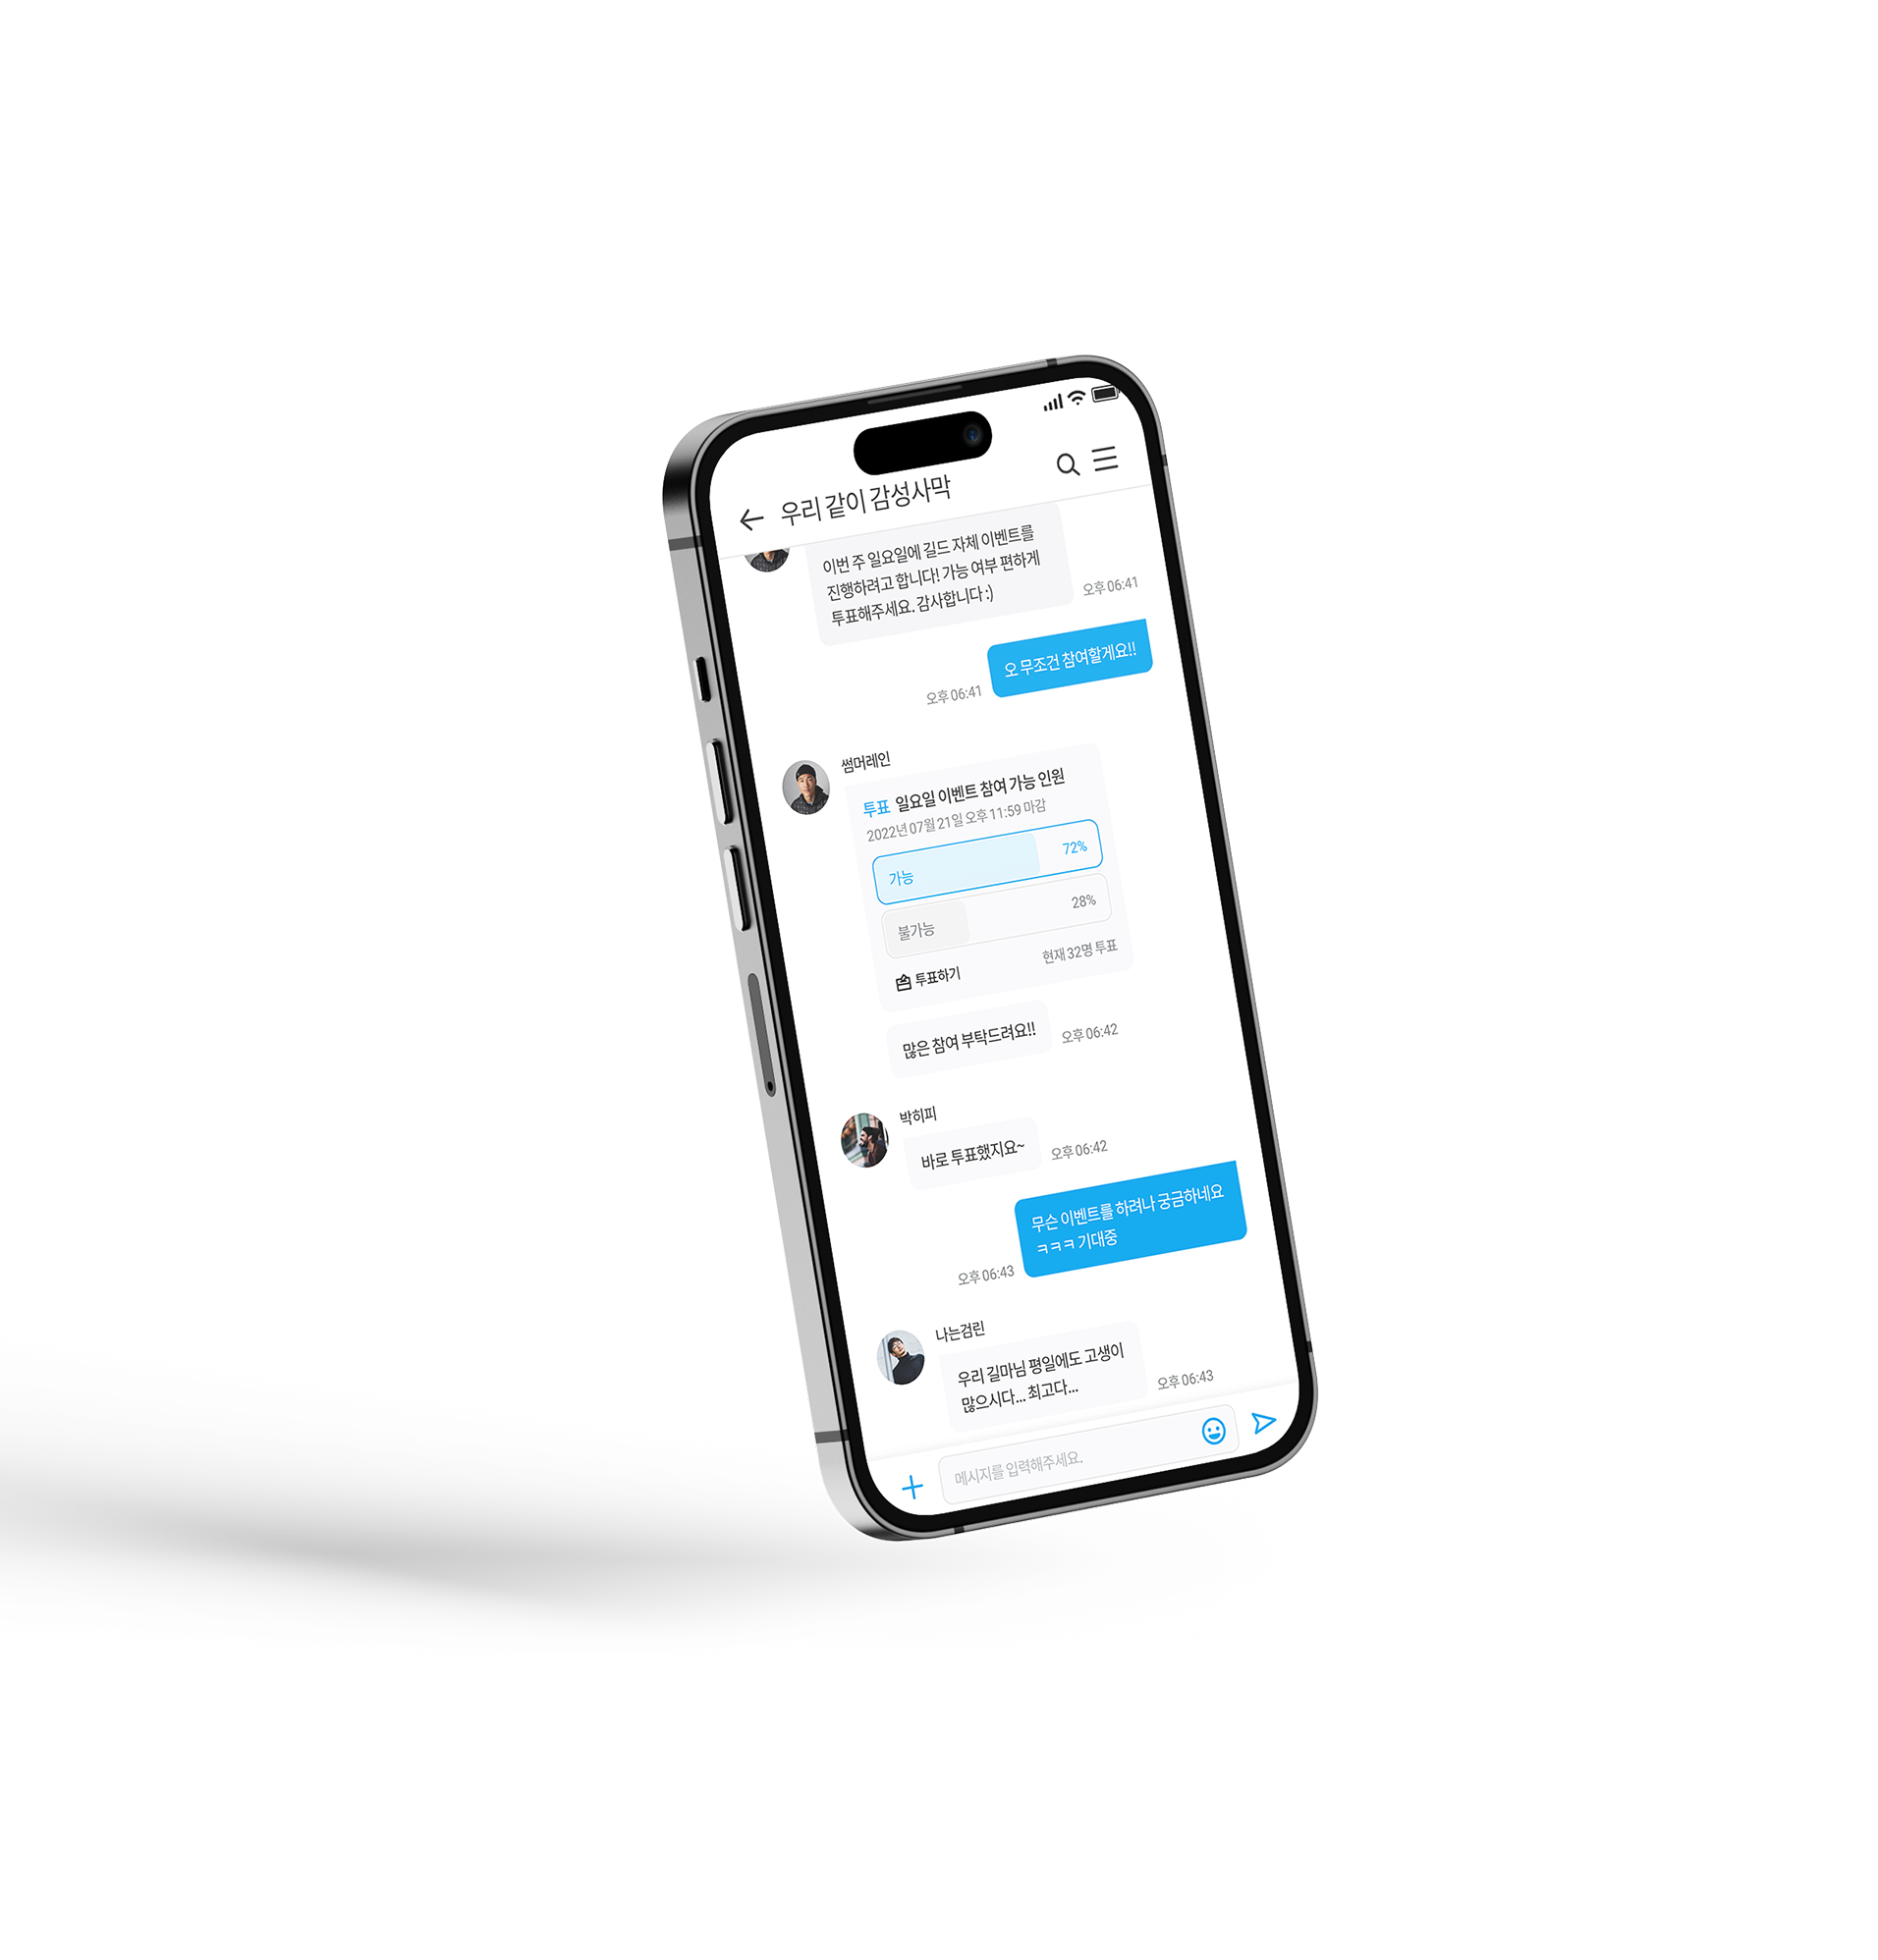 우리 같이 감성사막
이번 주 일요일에 길드 자체 이벤트를
진행하려고 합니다! 가능 여부 편하게
투표해주세요. 감사합니다 :)
오후 06:41
오 무조건 참여할게요!!
오후 06:41
썸머레인
투표 일요일 이벤트 참여 가능 인원
2022년 07월 21일 오후 11:59 마감
가능 72%
불가능 28%
투표하기 현재 32명 투표
많은 참여 부탁드려요!!
오후 06:42
박히피
바로 투표했지요~
오후 06:42
무슨 이벤트를 하려나 궁금하네요
ㅋㅋㅋ 기대중
오후 06:43
나는검린
우리 길마님 평일에도 고생이
많으시다... 최고다...
오후 06:43
메시지를 입력해주세요.